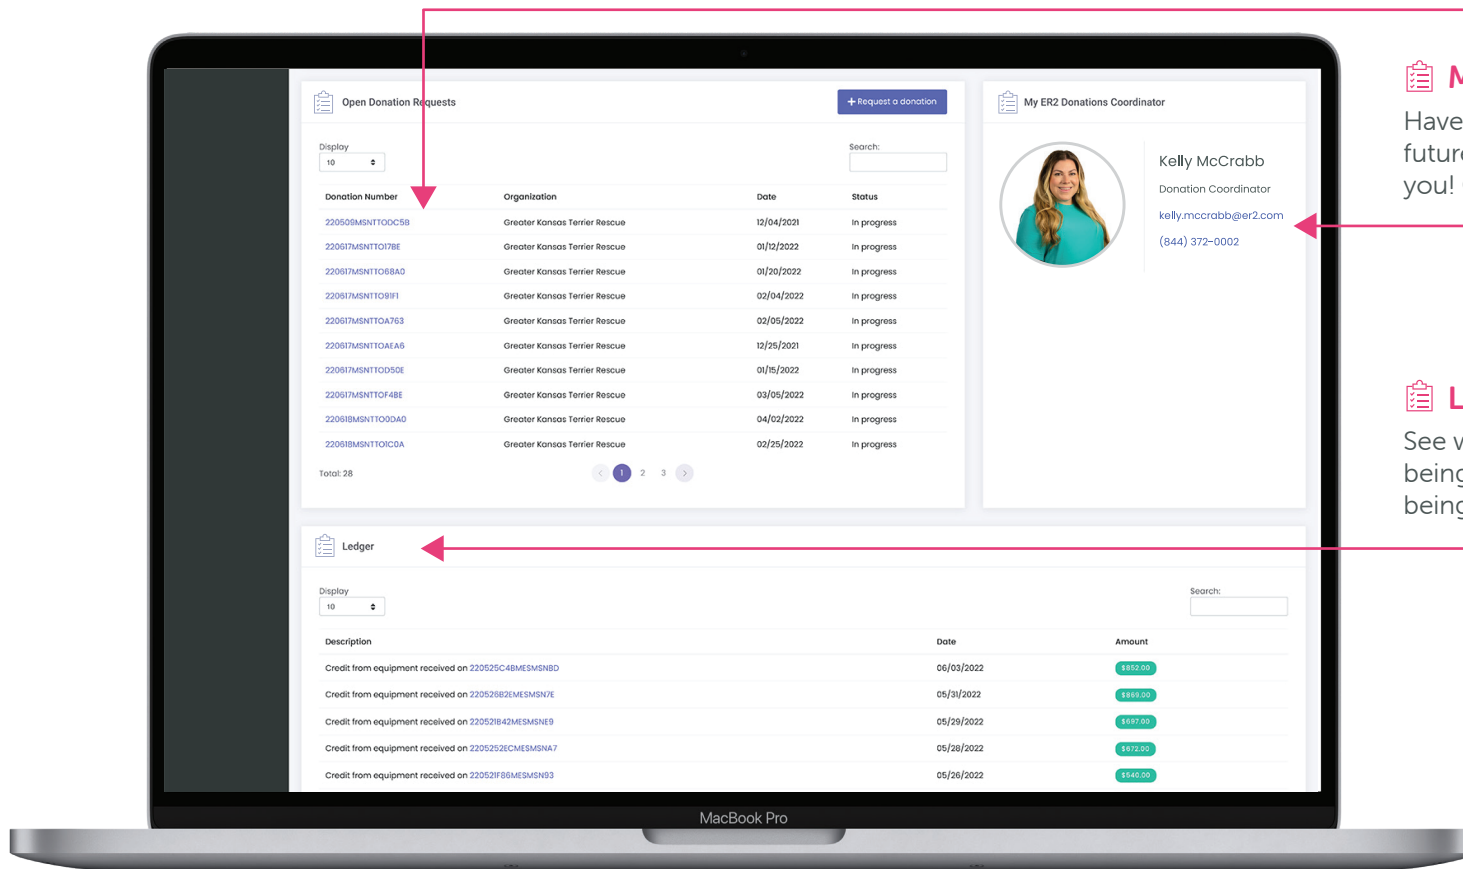 Open Donation Requests
+ Request a donation
Display
10
Search:
Donation Number Organization Date Status
220509MSNTTODC5B Greater Kansas Terrier Rescue 12/04/2021 In progress
220617MSNTTO17BE Greater Kansas Terrier Rescue 01/12/2022 In progress
220617MSNTTO68A0 Greater Kansas Terrier Rescue 01/20/2022 In progress
220617MSNTTO91F1 Greater Kansas Terrier Rescue 02/04/2022 In progress
220617MSNTTOA763 Greater Kansas Terrier Rescue 02/05/2022 In progress
220617MSNTTOAEA6 Greater Kansas Terrier Rescue 12/25/2021 In progress
220617MSNTTOD50E Greater Kansas Terrier Rescue 01/15/2022 In progress
220617MSNTTOF4BE Greater Kansas Terrier Rescue 03/05/2022 In progress
220618MSNTTO0DA0 Greater Kansas Terrier Rescue 04/02/2022 In progress
220618MSNTTO1C0A Greater Kansas Terrier Rescue 02/25/2022 In progress
Total: 28
< 1 2 3 >
My ER2 Donations Coordinator
Kelly McCrabb
Donation Coordinator
kelly.mccrabb@er2.com
(844) 372-0002
Ledger
Display
10
Search:
Description Date Amount
Credit from equipment received on 220525C4BMESMSNBD 06/03/2022 $852.00
Credit from equipment received on 220526B2EMESMSN7E 05/31/2022 $869.00
Credit from equipment received on 220521B42MESMSNE9 05/29/2022 $697.00
Credit from equipment received on 2205252ECMESMSNA7 05/28/2022 $672.00
Credit from equipment received on 220521F86MESMSN93 05/26/2022 $540.00
MacBook Pro
Have
you!
L
See